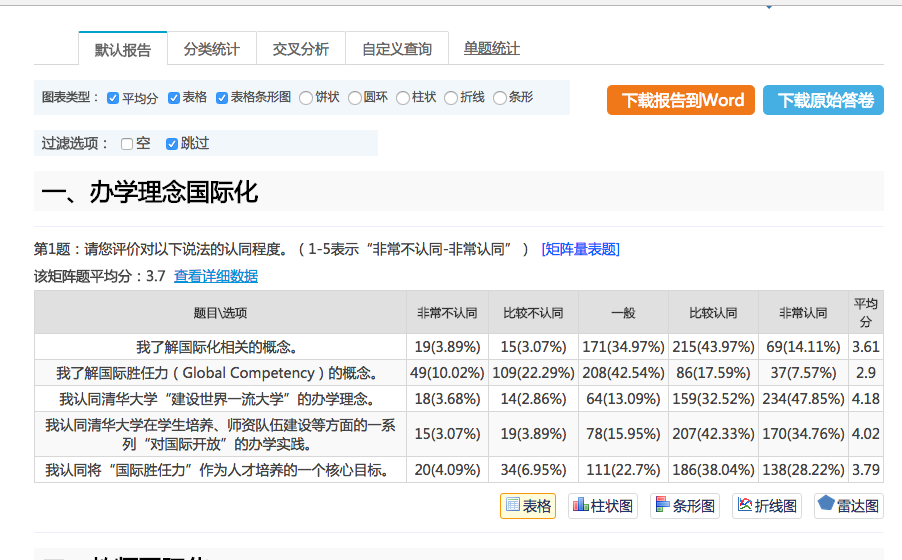 默认报告 分类统计 交叉分析 自定义查询 单题统计
图表类型： 平均分 表格 表格条形图 饼状 圆环 柱状 折线 条形
下载报告到Word 下载原始答卷
过滤选项： 空 跳过
一、办学理念国际化
第1题：请您评价对以下说法的认同程度。（1-5表示“非常不认同-非常认同”） [矩阵量表题]
该矩阵题平均分：3.7 查看详细数据
题目\选项 非常不认同 比较不认同 一般 比较认同 非常认同 平均分
我了解国际化相关的概念。 19(3.89%) 15(3.07%) 171(34.97%) 215(43.97%) 69(14.11%) 3.61
我了解国际胜任力（Global Competency）的概念。 49(10.02%) 109(22.29%) 208(42.54%) 86(17.59%) 37(7.57%) 2.9
我认同清华大学“建设世界一流大学”的办学理念。 18(3.68%) 14(2.86%) 64(13.09%) 159(32.52%) 234(47.85%) 4.18
我认同清华大学在学生培养、师资队伍建设等方面的一系
列“对国际开放”的办学实践。 15(3.07%) 19(3.89%) 78(15.95%) 207(42.33%) 170(34.76%) 4.02
我认同将“国际胜任力”作为人才培养的一个核心目标。 20(4.09%) 34(6.95%) 111(22.7%) 186(38.04%) 138(28.22%) 3.79
表格 柱状图 条形图 折线图 雷达图